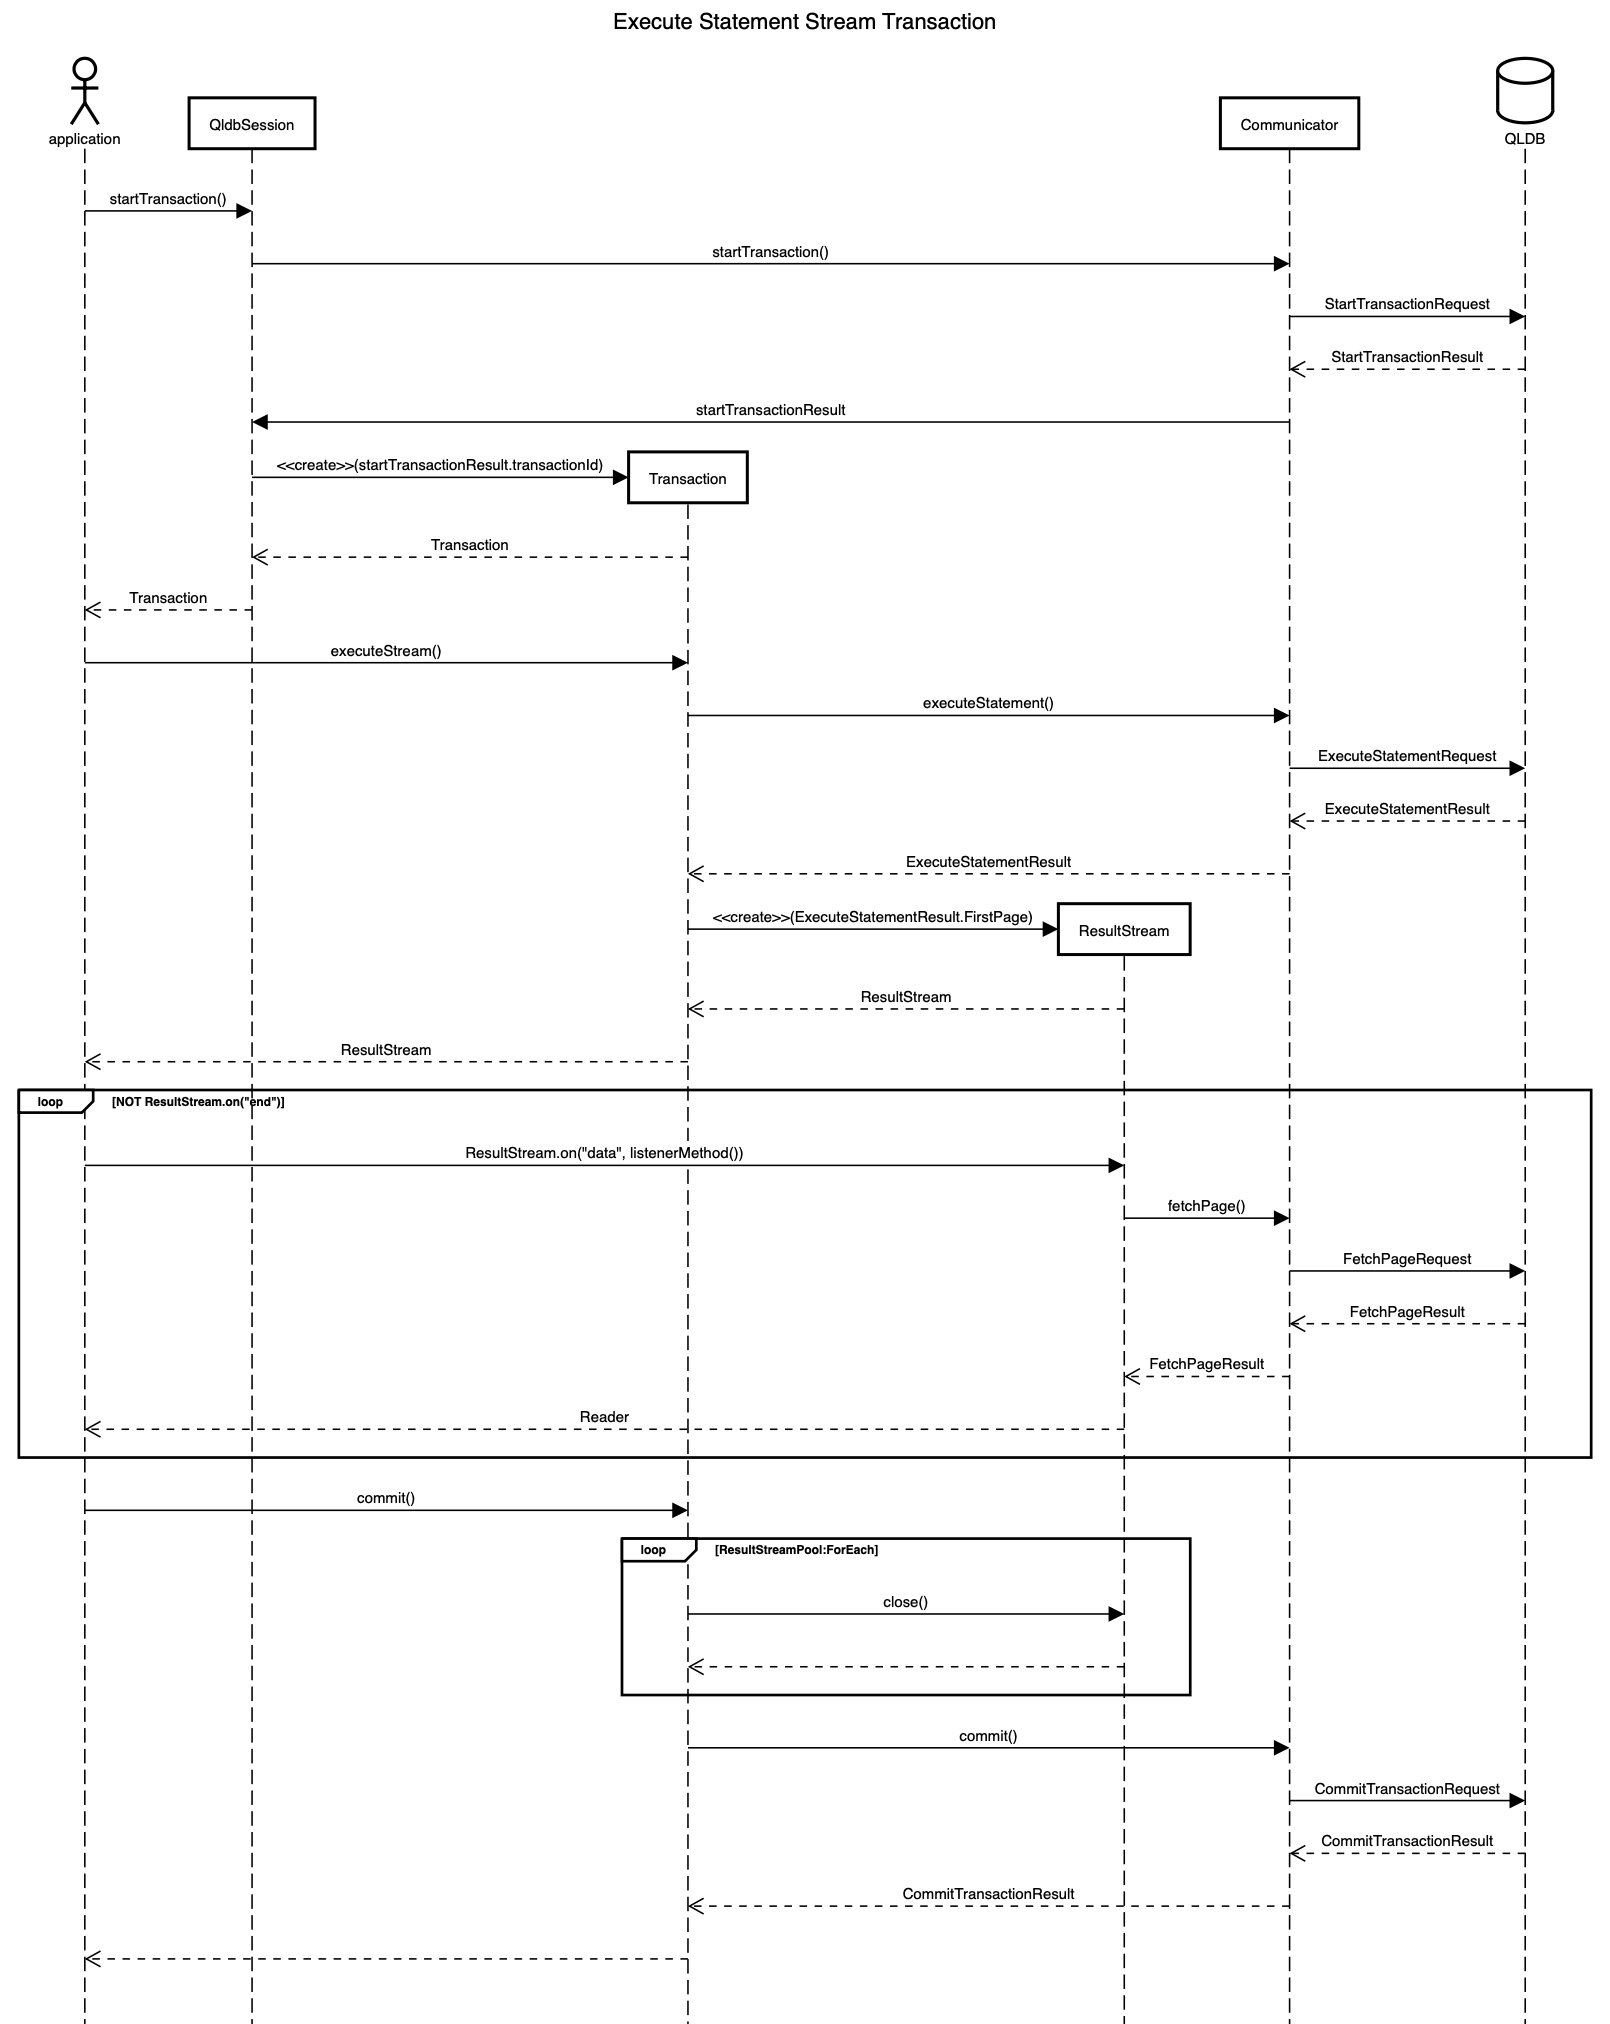 Execute Statement Stream Transaction
application
QldbSession
Communicator
QLDB
startTransaction()
startTransaction()
StartTransactionRequest
StartTransactionResult
startTransactionResult
<<create>>(startTransactionResult.transactionId)
Transaction
Transaction
Transaction
executeStream()
executeStatement()
ExecuteStatementRequest
ExecuteStatementResult
ExecuteStatementResult
<<create>>(ExecuteStatementResult.FirstPage)
ResultStream
ResultStream
ResultStream
loop
[NOT ResultStream.on("end")]
ResultStream.on("data", listenerMethod())
fetchPage()
FetchPageRequest
FetchPageResult
FetchPageResult
Reader
commit()
loop
[ResultStreamPool:ForEach]
close()
commit()
CommitTransactionRequest
CommitTransactionResult
CommitTransactionResult